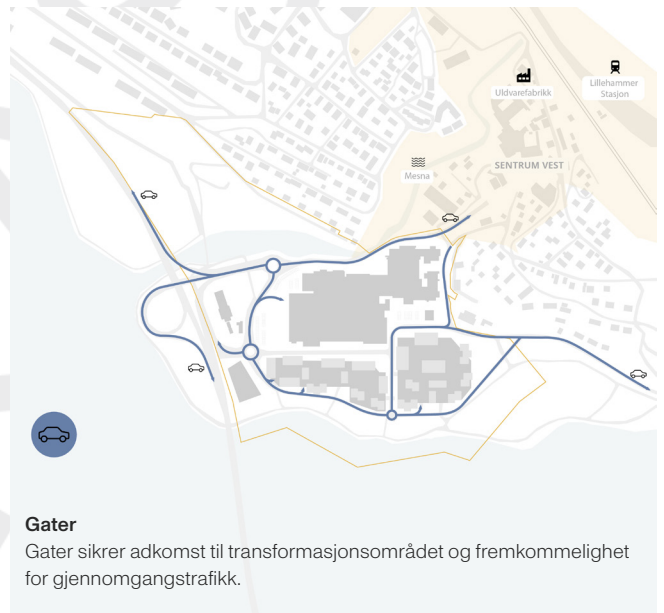 Uldvarefabrikk
Lillehammer
Stasjon
SENTRUM VEST
Mesna
Gater
Gater sikrer adkomst til transformasjonsområdet og fremkommelighet
for gjennomgangstrafikk.